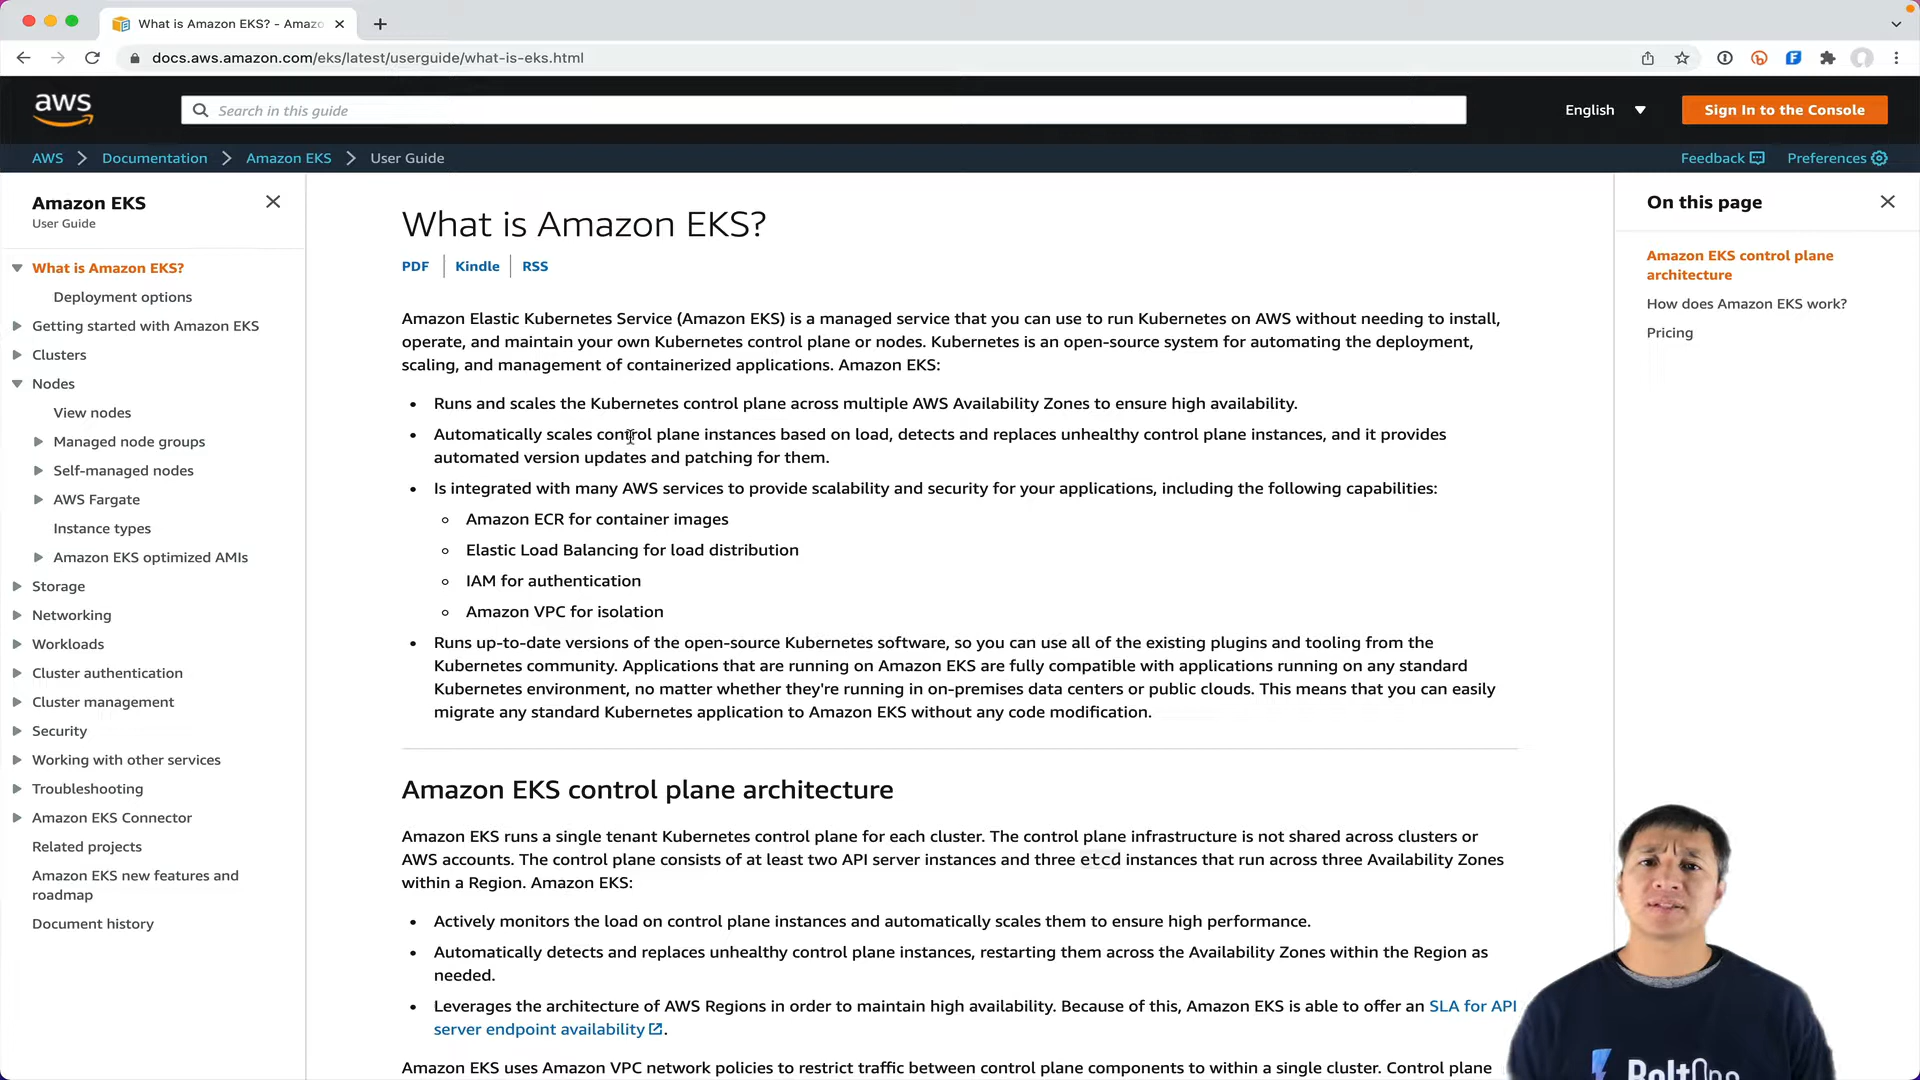 What is Amazon EKS? - Amazo
docs.aws.amazon.com/eks/latest/userguide/what-is-eks.html
aws
Search in this guide
English
Sign In to the Console
AWS
Documentation
Amazon EKS
User Guide
Feedback
Preferences
Amazon EKS
User Guide
What is Amazon EKS?
Deployment options
Getting started with Amazon EKS
Clusters
Nodes
View nodes
Managed node groups
Self-managed nodes
AWS Fargate
Instance types
Amazon EKS optimized AMIs
Storage
Networking
Workloads
Cluster authentication
Cluster management
Security
Working with other services
Troubleshooting
Amazon EKS Connector
Related projects
Amazon EKS new features and
roadmap
Document history
What is Amazon EKS?
PDF
Kindle
RSS
Amazon Elastic Kubernetes Service (Amazon EKS) is a managed service that you can use to run Kubernetes on AWS without needing to install,
operate, and maintain your own Kubernetes control plane or nodes. Kubernetes is an open-source system for automating the deployment,
scaling, and management of containerized applications. Amazon EKS:
• Runs and scales the Kubernetes control plane across multiple AWS Availability Zones to ensure high availability.
• Automatically scales control plane instances based on load, detects and replaces unhealthy control plane instances, and it provides
automated version updates and patching for them.
• Is integrated with many AWS services to provide scalability and security for your applications, including the following capabilities:
Amazon ECR for container images
Elastic Load Balancing for load distribution
IAM for authentication
Amazon VPC for isolation
• Runs up-to-date versions of the open-source Kubernetes software, so you can use all of the existing plugins and tooling from the
Kubernetes community. Applications that are running on Amazon EKS are fully compatible with applications running on any standard
Kubernetes environment, no matter whether they're running in on-premises data centers or public clouds. This means that you can easily
migrate any standard Kubernetes application to Amazon EKS without any code modification.
Amazon EKS control plane architecture
Amazon EKS runs a single tenant Kubernetes control plane for each cluster. The control plane infrastructure is not shared across clusters or
AWS accounts. The control plane consists of at least two API server instances and three etcd instances that run across three Availability Zones
within a Region. Amazon EKS:
• Actively monitors the load on control plane instances and automatically scales them to ensure high performance.
• Automatically detects and replaces unhealthy control plane instances, restarting them across the Availability Zones within the Region as
needed.
• Leverages the architecture of AWS Regions in order to maintain high availability. Because of this, Amazon EKS is able to offer an SLA for API
server endpoint availability.
Amazon EKS uses Amazon VPC network policies to restrict traffic between control plane components to within a single cluster. Control plane
On this page
Amazon EKS control plane
architecture
How does Amazon EKS work?
Pricing
BoltOps